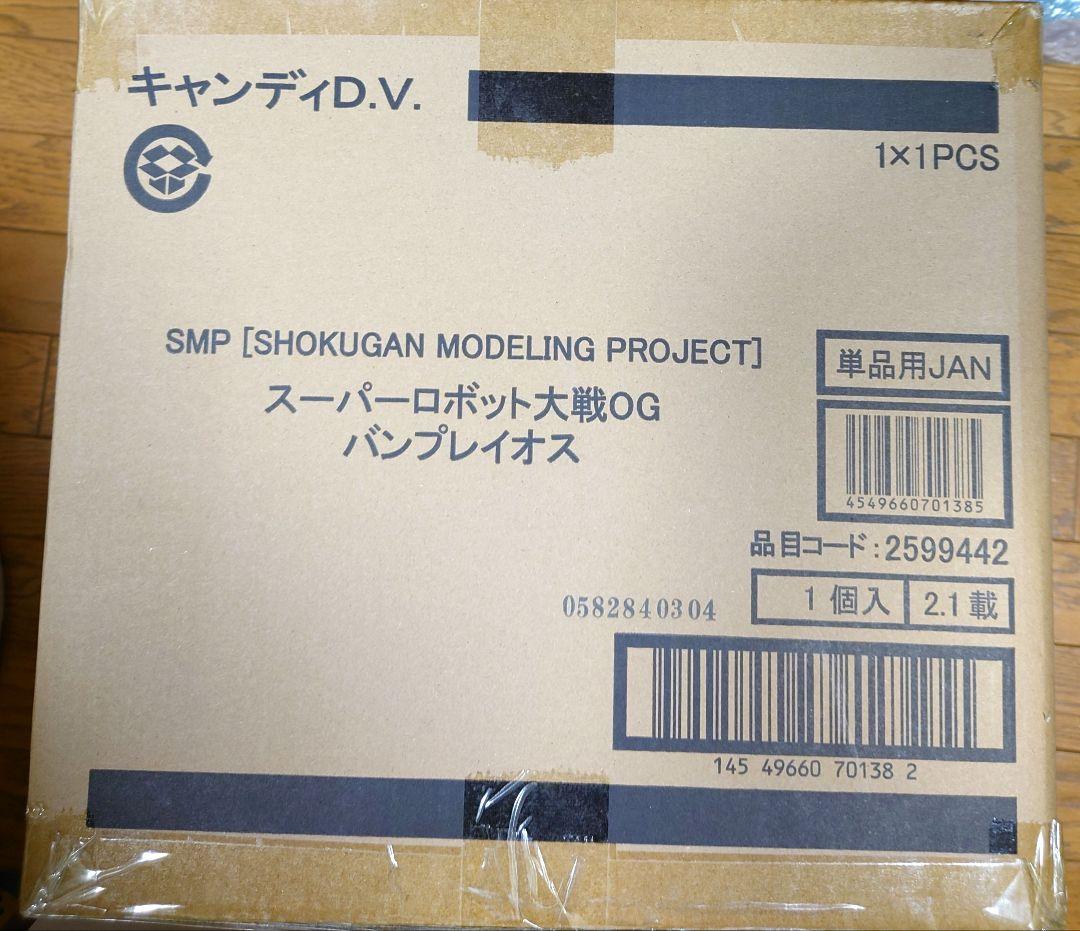 キャンディD.V.
1×1PCS
SMP [SHOKUGAN MODELING PROJECT]
スーパーロボット大戦OG
バンプレイオス
単品用JAN
4549660701385
品目コード:2599442
1個入 2.1載
0582840304
145 49660 70138 2